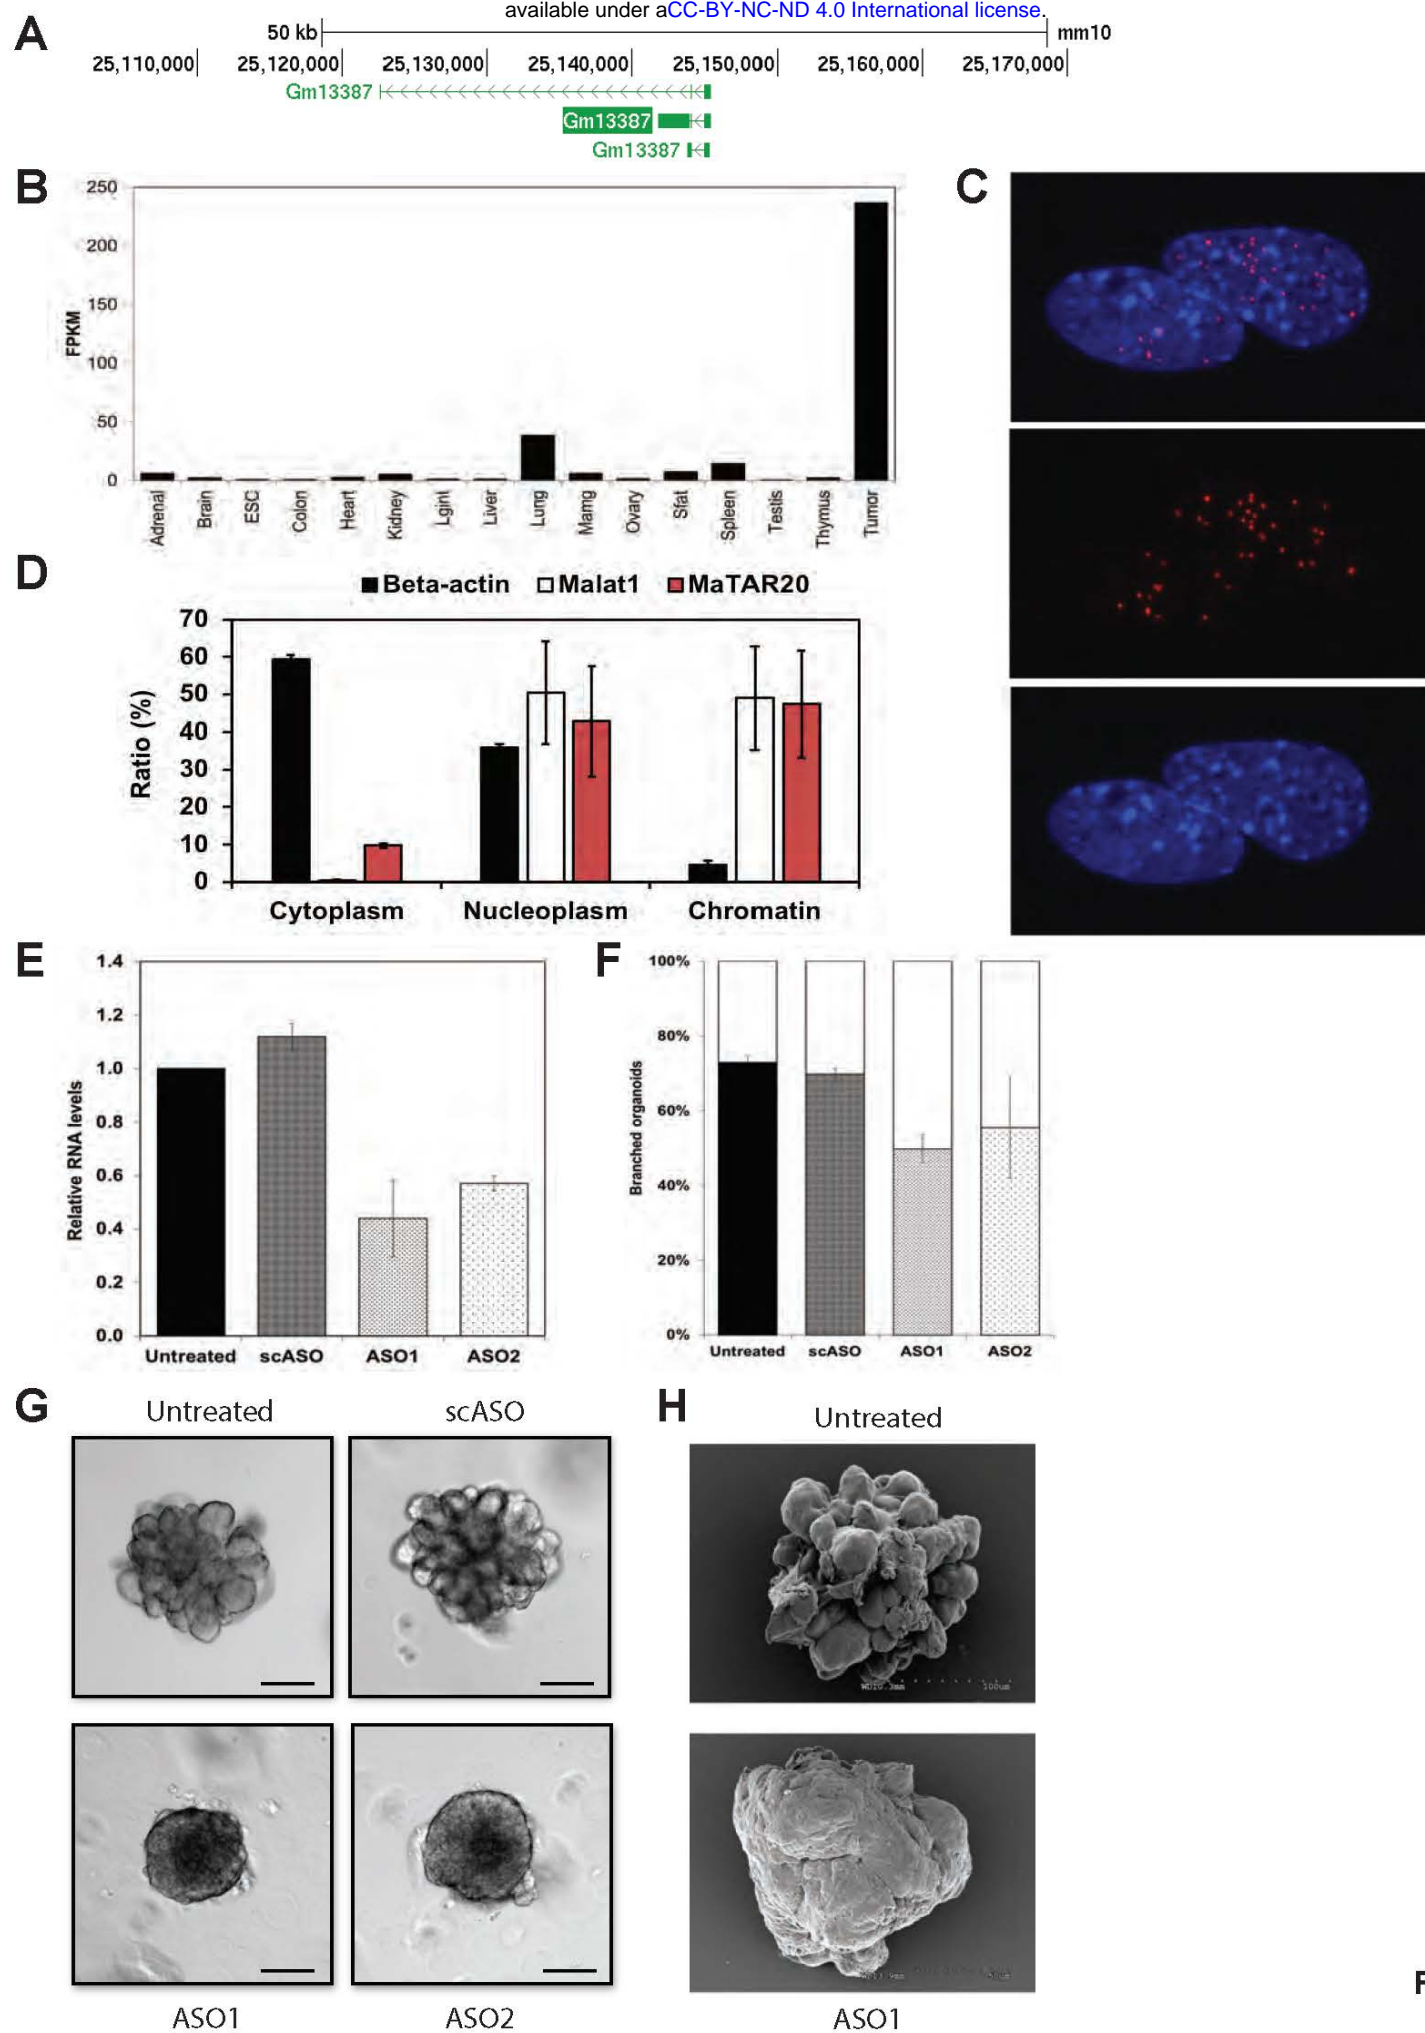 available under aCC-BY-NC-ND 4.0 International license.
A
50 kb mm10
25,110,000 25,120,000 25,130,000 25,140,000 25,150,000 25,160,000 25,170,000
Gm13387
Gm13387
Gm13387
B
250
200
150
100
50
0
FPKM
Adrenal Brain ESC Colon Heart Kidney Lgint Liver Lung Mamg Ovary Sfat Spleen Testis Thymus Tumor
C
D
Beta-actin Malat1 MaTAR20
70
60
50
40
30
20
10
0
Ratio (%)
Cytoplasm Nucleoplasm Chromatin
E
1.4
1.2
1.0
0.8
0.6
0.4
0.2
0.0
Relative RNA levels
Untreated scASO ASO1 ASO2
F
100%
80%
60%
40%
20%
0%
Branched organoids
Untreated scASO ASO1 ASO2
G
Untreated scASO
ASO1 ASO2
H
Untreated
100um
ASO1